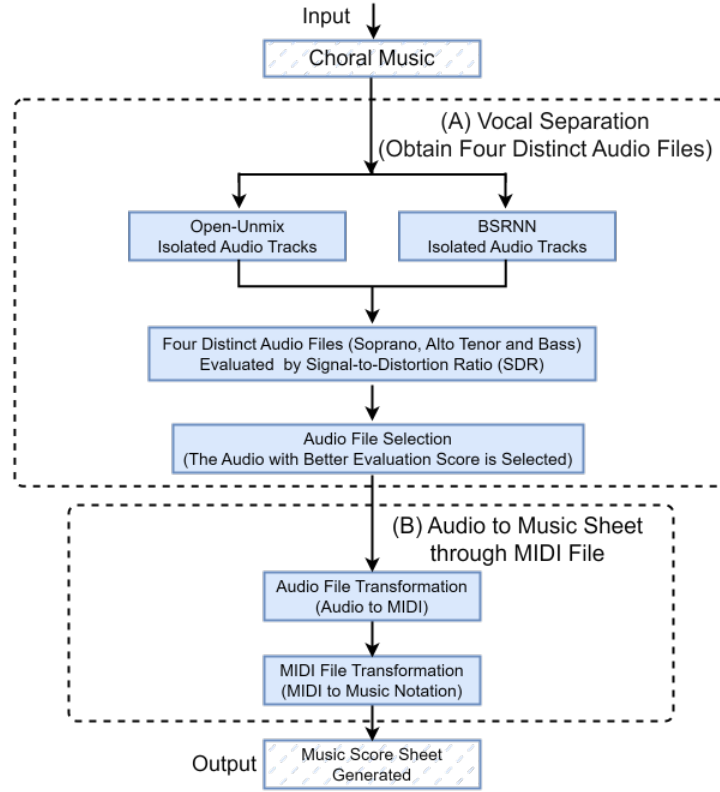 Input
Choral Music
(A) Vocal Separation
(Obtain Four Distinct Audio Files)
Open-Unmix
Isolated Audio Tracks
BSRNN
Isolated Audio Tracks
Four Distinct Audio Files (Soprano, Alto Tenor and Bass)
Evaluated by Signal-to-Distortion Ratio (SDR)
Audio File Selection
(The Audio with Better Evaluation Score is Selected)
(B) Audio to Music Sheet
through MIDI File
Audio File Transformation
(Audio to MIDI)
MIDI File Transformation
(MIDI to Music Notation)
Output
Music Score Sheet
Generated